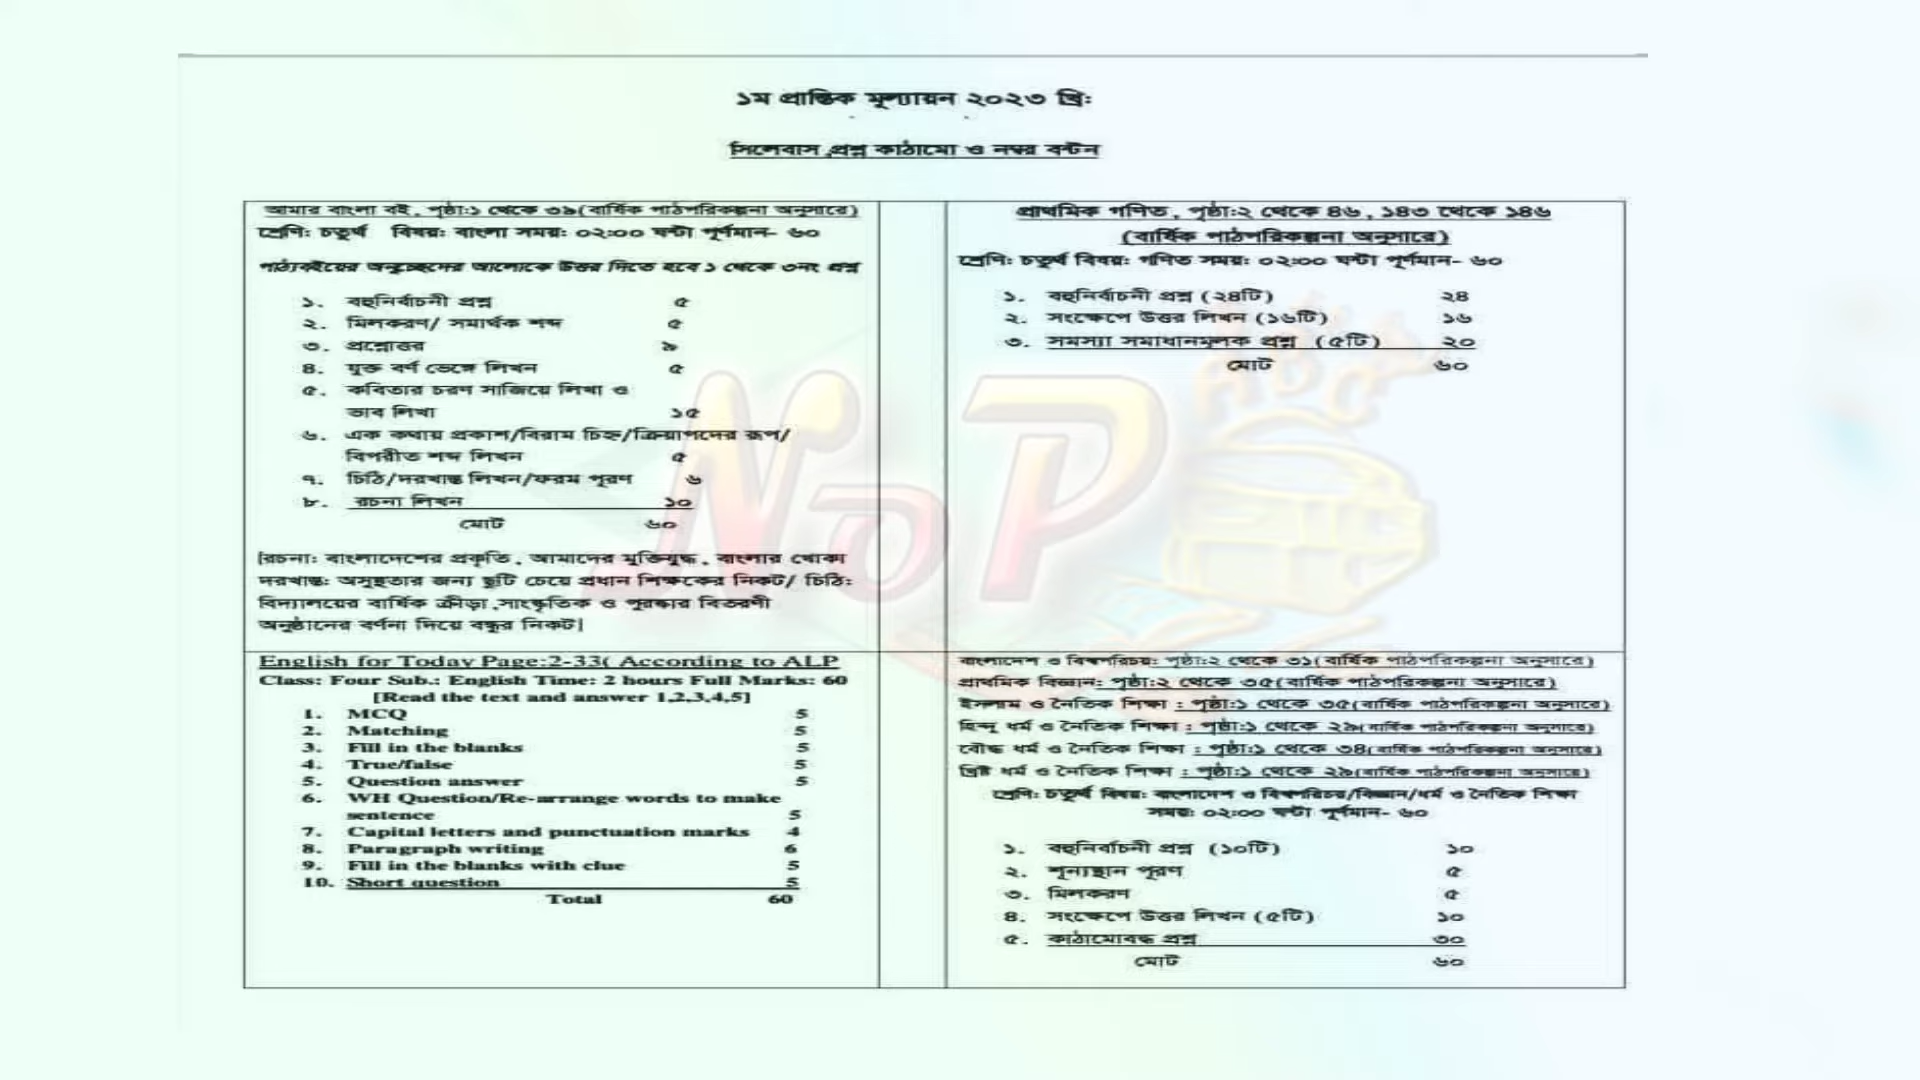 ১ম প্রান্তিক মূল্যায়ন ২০২৩ খ্রি:
সিলেবাস ,প্রশ্ন কাঠামো ও নম্বর বন্টন
আমার বাংলা বই, পৃষ্ঠা:১ থেকে ৩৯(বার্ষিক পাঠপরিকল্পনা অনুসারে)
শ্রেণি: চতুর্থ বিষয়: বাংলা সময়: ০২:০০ ঘন্টা পূর্ণমান- ৬০
পাঠ্যবইয়ের অনুচ্ছেদের আলোকে উত্তর দিতে হবে ১ থেকে ৩নং প্রশ্ন
১. বহুনির্বাচনী প্রশ্ন ৫
২. মিলকরণ/ সমার্থক শব্দ ৫
৩. প্রশ্নোত্তর ৯
৪. যুক্ত বর্ণ ভেঙ্গে লিখন ৫
৫. কবিতার চরণ সাজিয়ে লিখা ও
ভাব লিখা ১৫
৬. এক কথায় প্রকাশ/বিরাম চিহ্ন/ক্রিয়াপদের রূপ/
বিপরীত শব্দ লিখন ৫
৭. চিঠি/দরখাস্ত লিখন/ফরম পূরণ ৬
৮. রচনা লিখন ১০
মোট ৬০
[রচনা: বাংলাদেশের প্রকৃতি, আমাদের মুক্তিযুদ্ধ, বাংলার খোকা
দরখাস্ত: অসুস্থতার জন্য ছুটি চেয়ে প্রধান শিক্ষকের নিকট/ চিঠি:
বিদ্যালয়ের বার্ষিক ক্রীড়া ,সাংস্কৃতিক ও পুরস্কার বিতরণী
অনুষ্ঠানের বর্ণনা দিয়ে বন্ধুর নিকট]
প্রাথমিক গণিত, পৃষ্ঠা:২ থেকে ৪৬, ১৪৩ থেকে ১৪৬
(বার্ষিক পাঠপরিকল্পনা অনুসারে)
শ্রেণি: চতুর্থ বিষয়: গণিত সময়: ০২:০০ ঘন্টা পূর্ণমান- ৬০
১. বহুনির্বাচনী প্রশ্ন (২৪টি) ২৪
২. সংক্ষেপে উত্তর লিখন (১৬টি) ১৬
৩. সমস্যা সমাধানমূলক প্রশ্ন (৫টি) ২০
মোট ৬০
English for Today Page:2-33( According to ALP
Class: Four Sub.: English Time: 2 hours Full Marks: 60
[Read the text and answer 1,2,3,4,5]
1. MCQ 5
2. Matching 5
3. Fill in the blanks 5
4. True/false 5
5. Question answer 5
6. WH Question/Re-arrange words to make
sentence 5
7. Capital letters and punctuation marks 4
8. Paragraph writing 6
9. Fill in the blanks with clue 5
10. Short question 5
Total 60
বাংলাদেশ ও বিশ্বপরিচয়: পৃষ্ঠা:২ থেকে ৩১(বার্ষিক পাঠপরিকল্পনা অনুসারে)
প্রাথমিক বিজ্ঞান: পৃষ্ঠা:২ থেকে ৩৫(বার্ষিক পাঠপরিকল্পনা অনুসারে)
ইসলাম ও নৈতিক শিক্ষা : পৃষ্ঠা:১ থেকে ৩৫(বার্ষিক পাঠপরিকল্পনা অনুসারে)
হিন্দু ধর্ম ও নৈতিক শিক্ষা : পৃষ্ঠা:১ থেকে ২৯(বার্ষিক পাঠপরিকল্পনা অনুসারে)
বৌদ্ধ ধর্ম ও নৈতিক শিক্ষা : পৃষ্ঠা:১ থেকে ৩৪(বার্ষিক পাঠপরিকল্পনা অনুসারে)
খ্রিষ্ট ধর্ম ও নৈতিক শিক্ষা : পৃষ্ঠা:১ থেকে ২৯(বার্ষিক পাঠপরিকল্পনা অনুসারে)
শ্রেণি: চতুর্থ বিষয়: বাংলাদেশ ও বিশ্বপরিচয়/বিজ্ঞান/ধর্ম ও নৈতিক শিক্ষা
সময়: ০২:০০ ঘন্টা পূর্ণমান- ৬০
১. বহুনির্বাচনী প্রশ্ন (১০টি) ১০
২. শূন্যস্থান পূরণ ৫
৩. মিলকরণ ৫
৪. সংক্ষেপে উত্তর লিখন (৫টি) ১০
৫. কাঠামোবদ্ধ প্রশ্ন ৩০
মোট ৬০
NOP